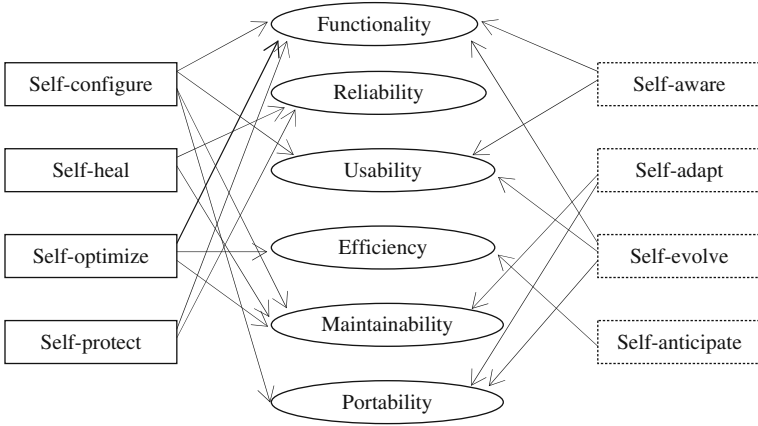 Functionality
Self-configure
Reliability
Self-aware
Self-heal
Usability
Self-adapt
Self-optimize
Efficiency
Self-evolve
Self-protect
Maintainability
Self-anticipate
Portability